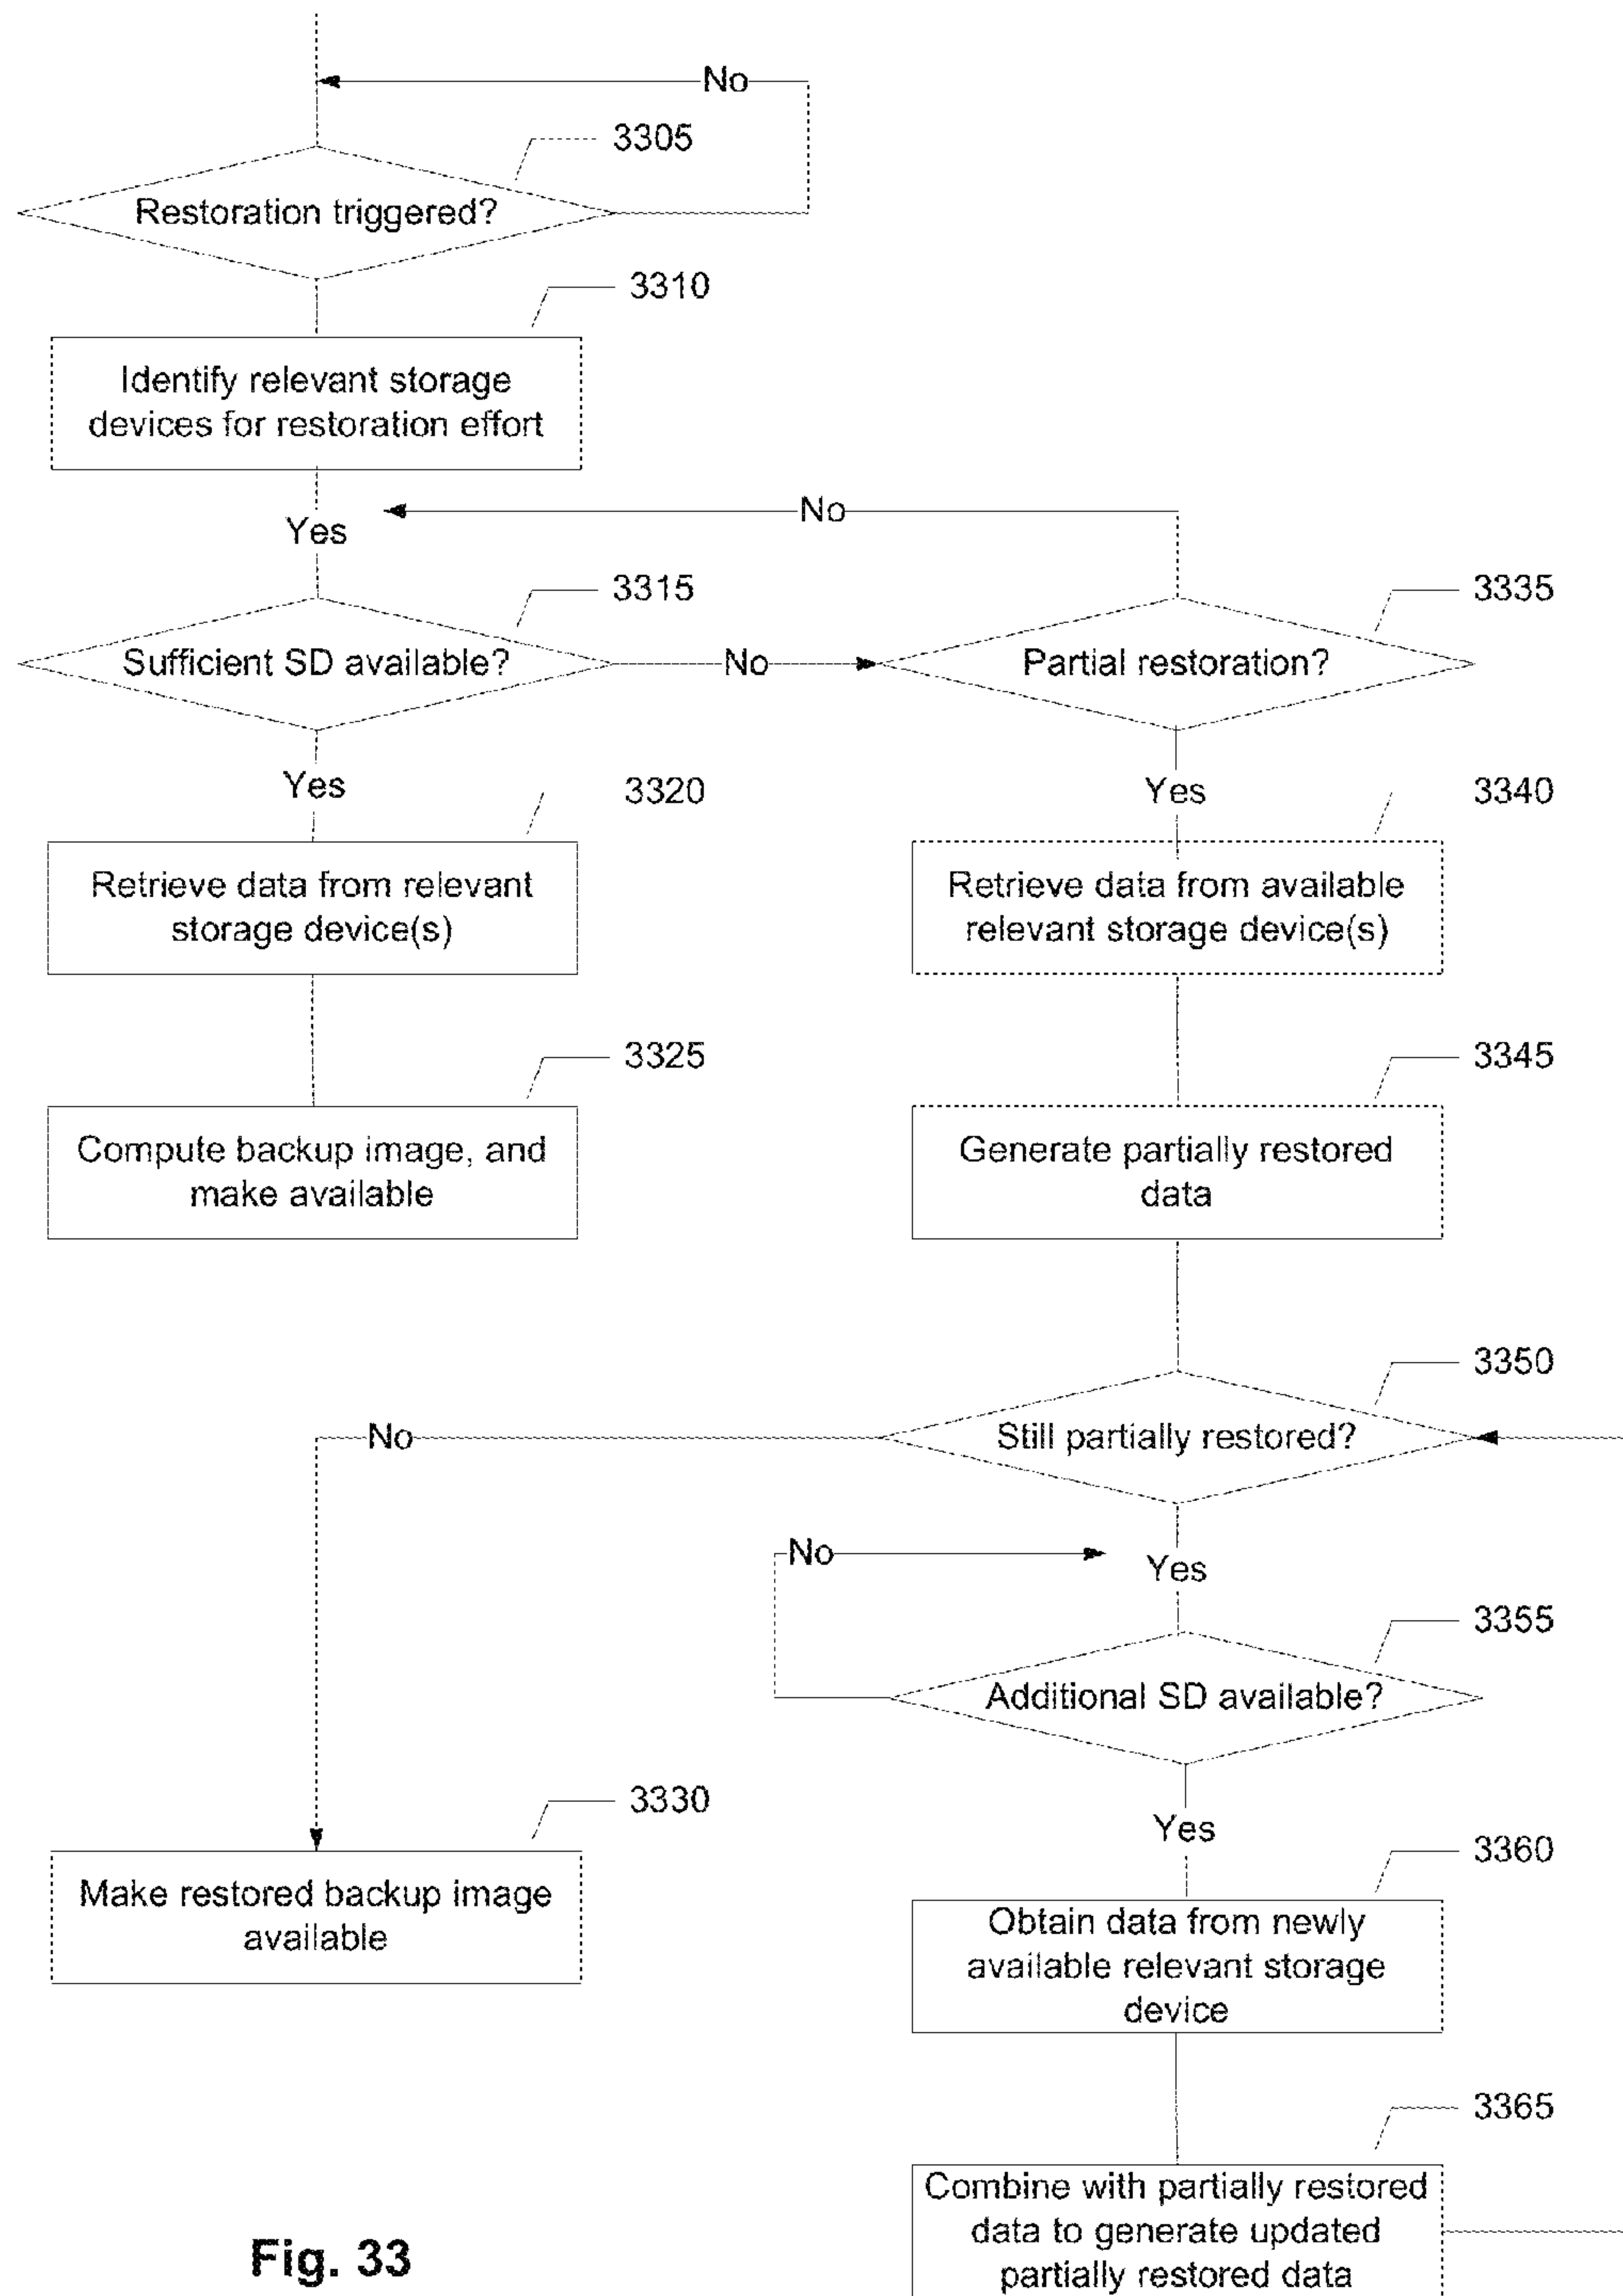 No
3305
Restoration triggered?
3310
Identify relevant storage
devices for restoration effort
No
Yes
3315
3335
Sufficient SD available?
No
Partial restoration?
Yes
3320
Yes
3340
Retrieve data from relevant
storage device(s)
Retrieve data from available
relevant storage device(s)
3325
3345
Compute backup image, and
make available
Generate partially restored
data
3350
No
Still partially restored?
No
Yes
3355
Additional SD available?
3330
Yes
3360
Make restored backup image
available
Obtain data from newly
available relevant storage
device
3365
Combine with partially restored
data to generate updated
partially restored data
Fig. 33